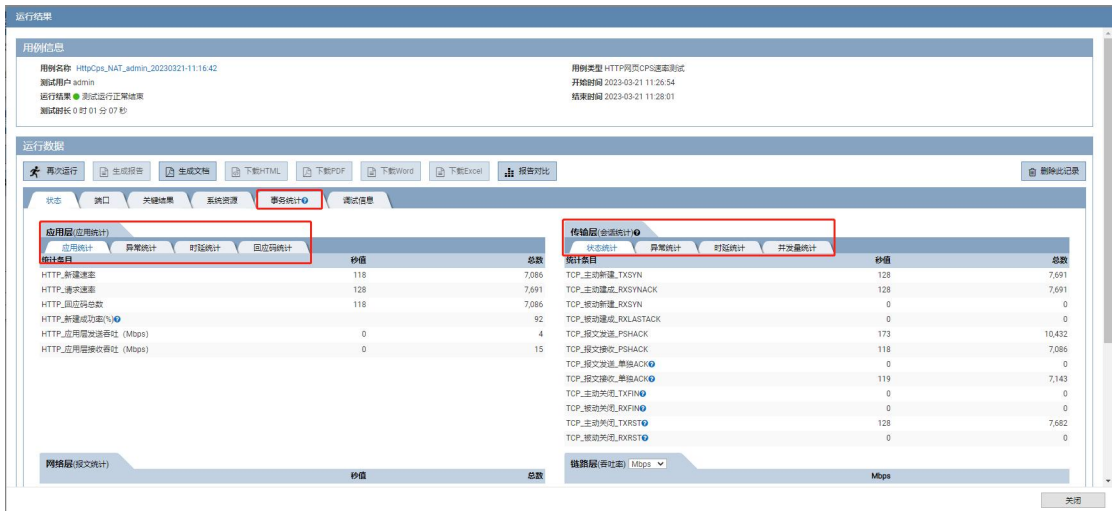 运行结果
用例信息
用例名称 HttpCps_NAT_admin_20230321-11:16:42
用例类型 HTTP网页CPS速率测试
测试用户 admin
开始时间 2023-03-21 11:26:54
运行结果 测试运行正常结束
结束时间 2023-03-21 11:28:01
测试时长 0 时 01 分 07 秒
运行数据
再次运行 生成报告 生成文档 下载HTML 下载PDF 下载Word 下载Excel 报告对比 删除此记录
状态 端口 关键结果 系统资源 事务统计 调试信息
应用层(应用统计)
应用统计 异常统计 时延统计 回应码统计
统计条目 秒值 总数
HTTP_新建速率 118 7,086
HTTP_请求速率 128 7,691
HTTP_回应码总数 118 7,086
HTTP_新建成功率(%) 92
HTTP_应用层发送吞吐 (Mbps) 0 4
HTTP_应用层接收吞吐 (Mbps) 0 15
传输层(会话统计)
状态统计 异常统计 时延统计 并发量统计
统计条目 秒值 总数
TCP_主动新建_TXSYN 128 7,691
TCP_主动建成_RXSYNACK 128 7,691
TCP_被动新建_RXSYN 0 0
TCP_被动建成_RXLASTACK 0 0
TCP_报文发送_PSHACK 173 10,432
TCP_报文接收_PSHACK 118 7,086
TCP_报文发送_单独ACK 0 0
TCP_报文接收_单独ACK 119 7,143
TCP_主动关闭_TXFIN 0 0
TCP_被动关闭_RXFIN 0 0
TCP_主动关闭_TXRST 128 7,682
TCP_被动关闭_RXRST 0 0
网络层(报文统计)
秒值 总数
链路层(吞吐率) Mbps
Mbps
关闭